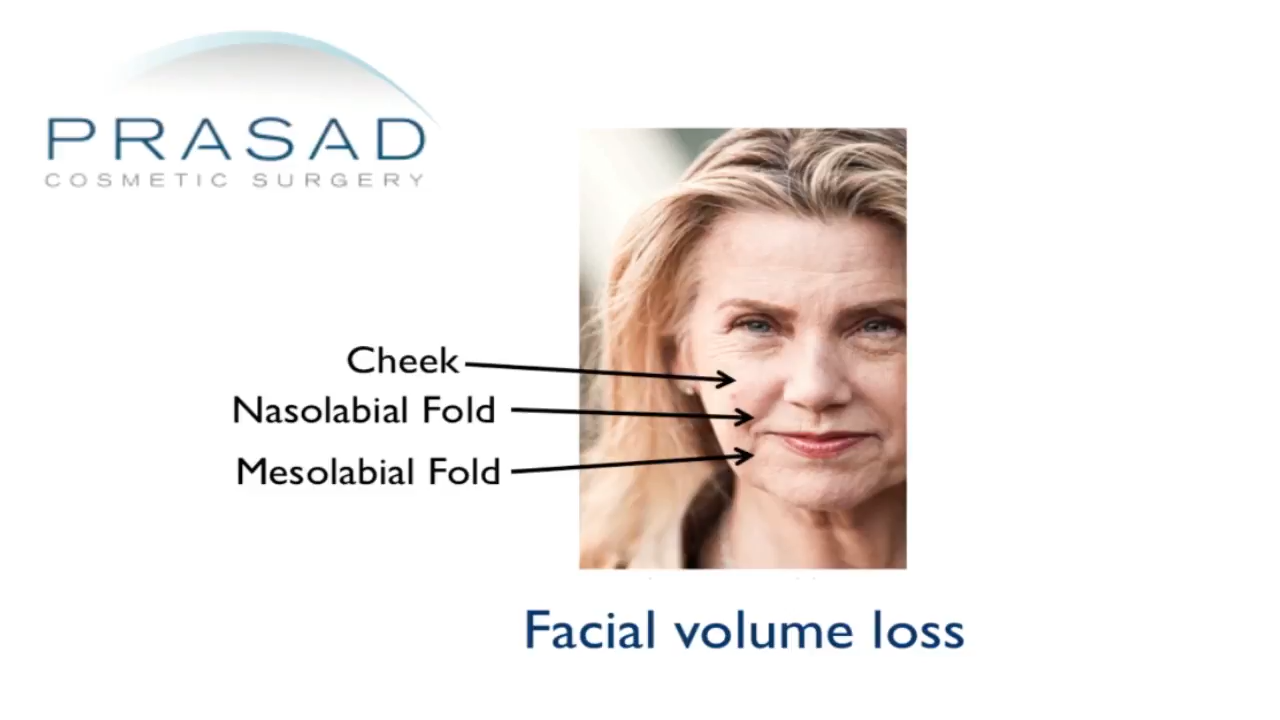 PRASAD
COSMETIC SURGERY
Cheek
Nasolabial Fold
Mesolabial Fold
Facial volume loss